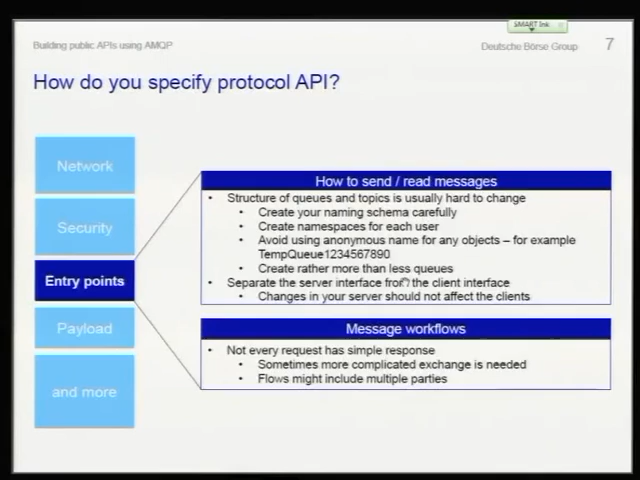 SMART Ink
Building public APIs using AMQP
Deutsche Börse Group
7
How do you specify protocol API?
Network
Security
Entry points
Payload
and more
How to send / read messages
• Structure of queues and topics is usually hard to change
• Create your naming schema carefully
• Create namespaces for each user
• Avoid using anonymous name for any objects – for example
TempQueue1234567890
• Create rather more than less queues
• Separate the server interface from the client interface
• Changes in your server should not affect the clients
Message workflows
• Not every request has simple response
• Sometimes more complicated exchange is needed
• Flows might include multiple parties